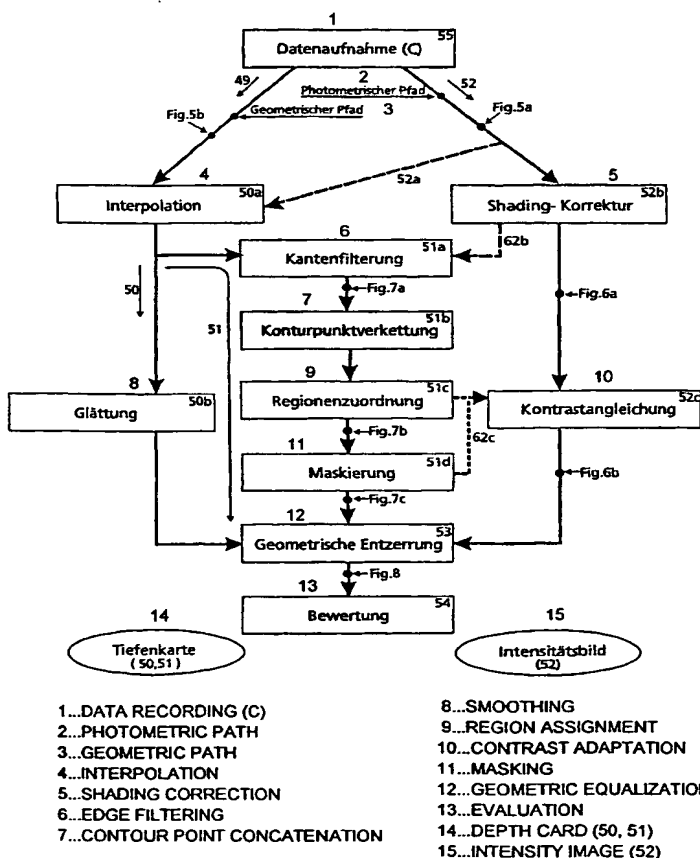 1
Datenaufnahme (C)
55
49
2
52
Photometrischer Pfad
Geometrischer Pfad
3
Fig.5b
Fig.5a
4
Interpolation
50a
52a
5
Shading- Korrektur
52b
6
Kantenfilterung
51a
62b
Fig.7a
50
51
7
Konturpunktverkettung
51b
Fig.6a
8
Glättung
50b
9
Regionenzuordnung
51c
10
Kontrastangleichung
52c
Fig.7b
62c
11
Maskierung
51d
Fig.6b
Fig.7c
12
Geometrische Entzerrung
53
Fig.8
13
Bewertung
54
14
Tiefenkarte
(50,51)
15
Intensitätsbild
(52)
1...DATA RECORDING (C)
2...PHOTOMETRIC PATH
3...GEOMETRIC PATH
4...INTERPOLATION
5...SHADING CORRECTION
6...EDGE FILTERING
7...CONTOUR POINT CONCATENATION
8...SMOOTHING
9...REGION ASSIGNMENT
10...CONTRAST ADAPTATION
11...MASKING
12...GEOMETRIC EQUALIZATIO
13...EVALUATION
14...DEPTH CARD (50, 51)
15...INTENSITY IMAGE (52)